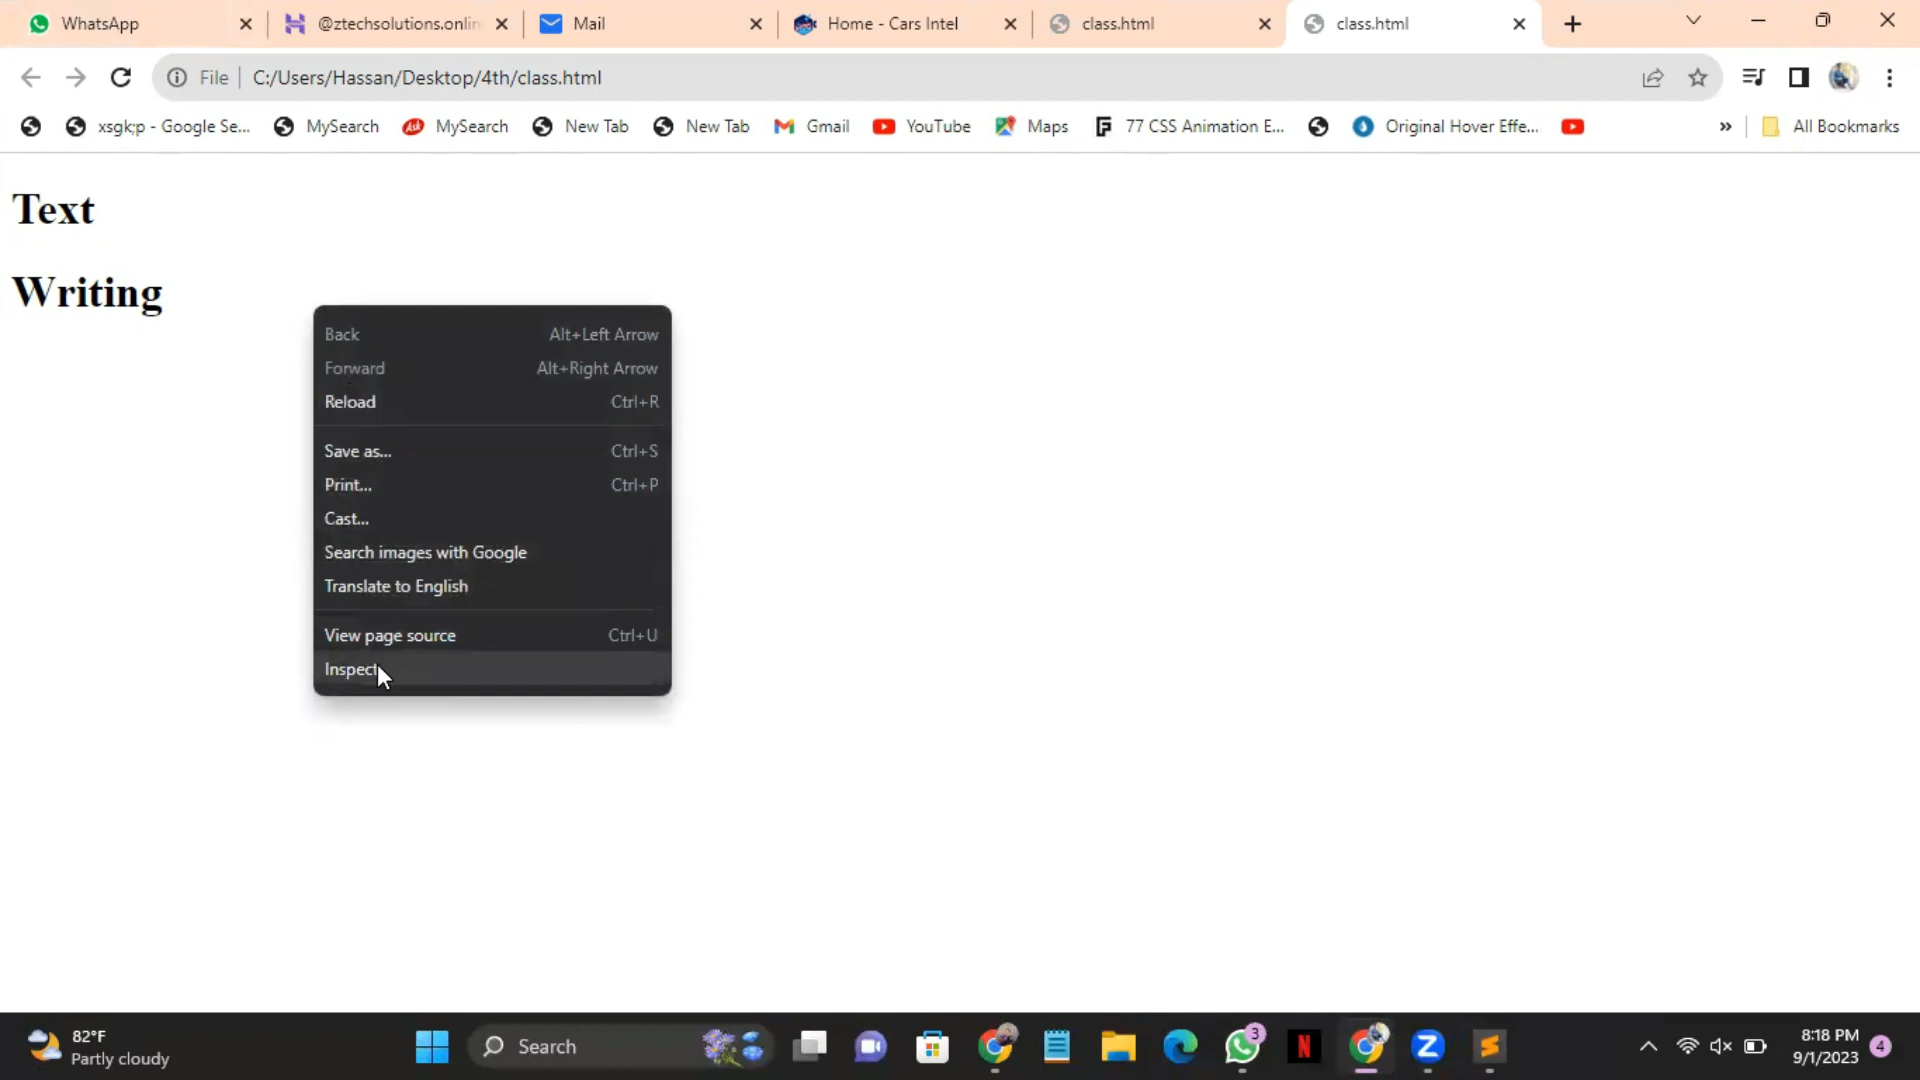 WhatsApp @ztechsolutions.onlin Mail Home - Cars Intel class.html class.html
File C:/Users/Hassan/Desktop/4th/class.html
xsgk;p - Google Se... MySearch Ask MySearch New Tab New Tab Gmail YouTube Maps 77 CSS Animation E... Original Hover Effe... » All Bookmarks
Text
Writing
Back Alt+Left Arrow
Forward Alt+Right Arrow
Reload Ctrl+R
Save as... Ctrl+S
Print... Ctrl+P
Cast...
Search images with Google
Translate to English
View page source Ctrl+U
Inspect
82°F
Partly cloudy
Search
3
N
Z
8:18 PM
9/1/2023
4